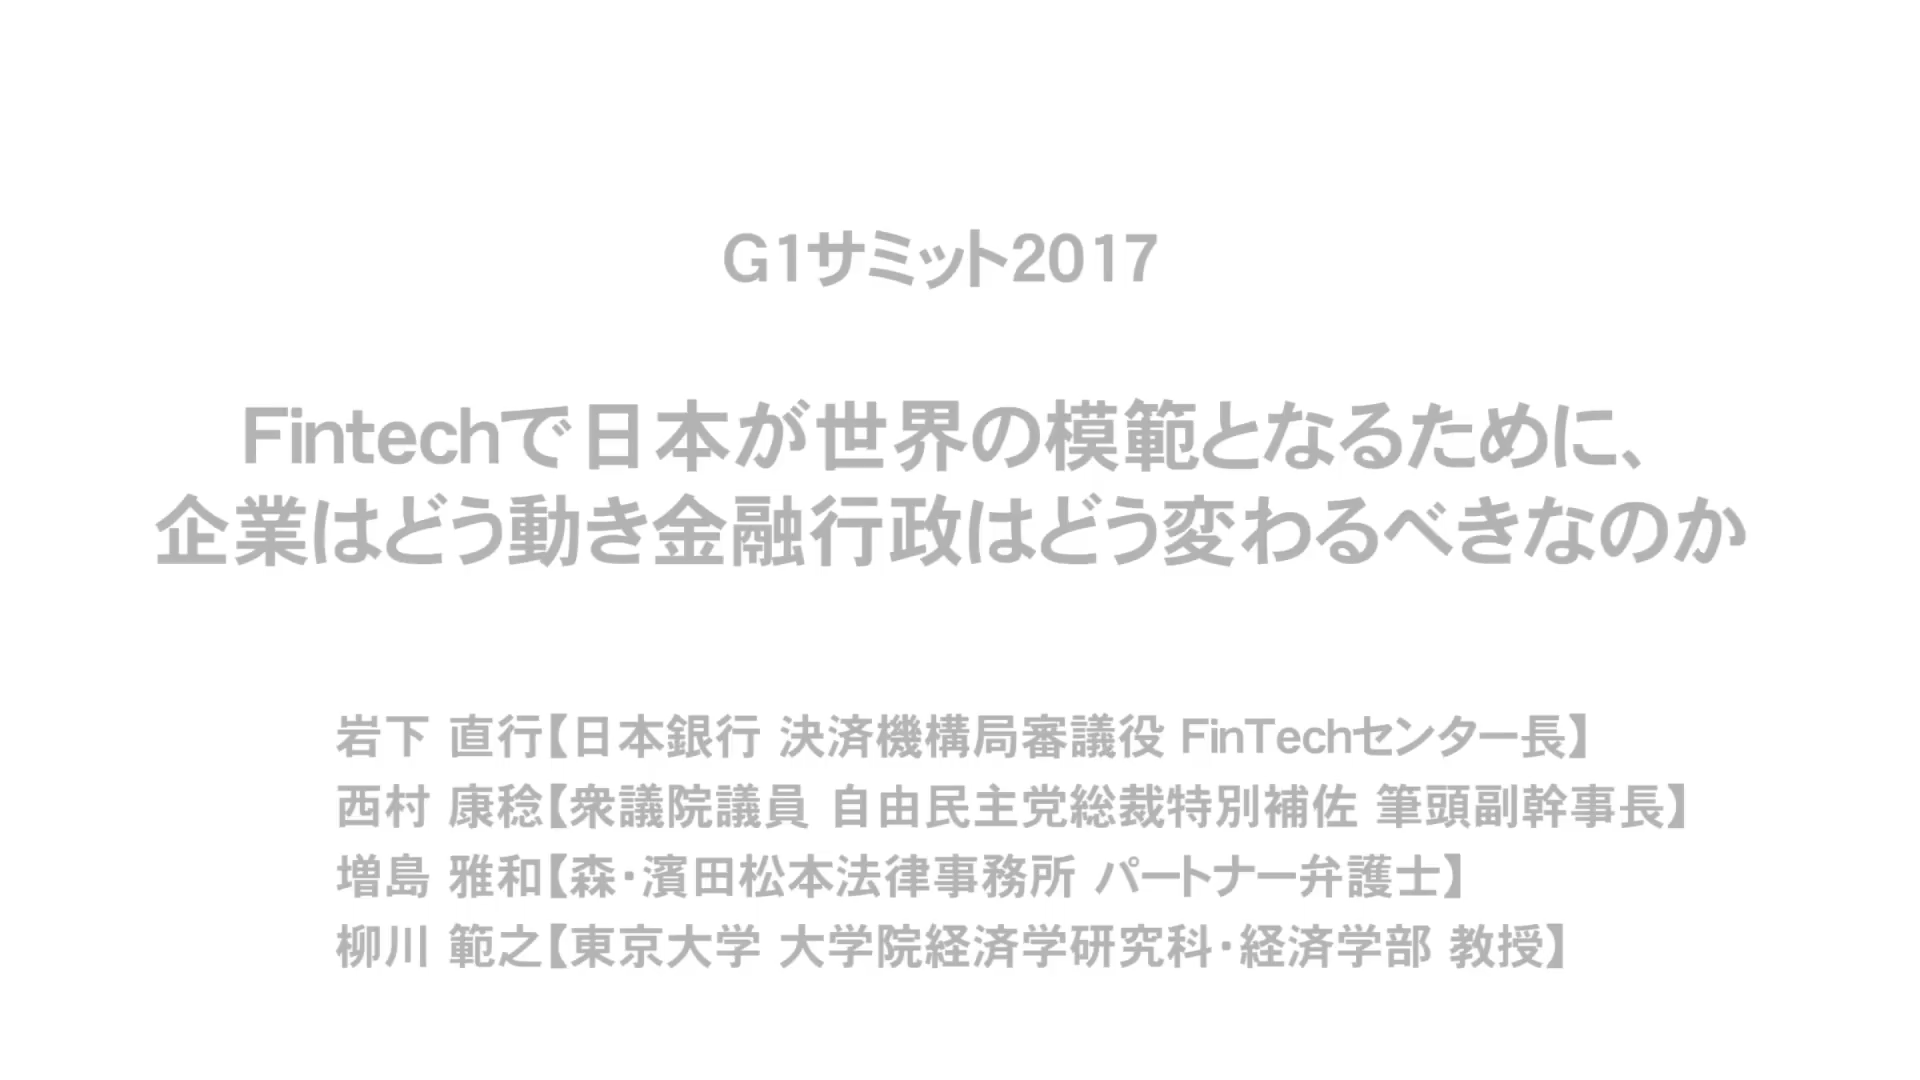 G1サミット2017
Fintechで日本が世界の模範となるために、
企業はどう動き金融行政はどう変わるべきなのか
岩下 直行【日本銀行 決済機構局審議役 FinTechセンター長】
西村 康稔【衆議院議員 自由民主党総裁特別補佐 筆頭副幹事長】
増島 雅和【森・濱田松本法律事務所 パートナー弁護士】
柳川 範之【東京大学 大学院経済学研究科・経済学部 教授】